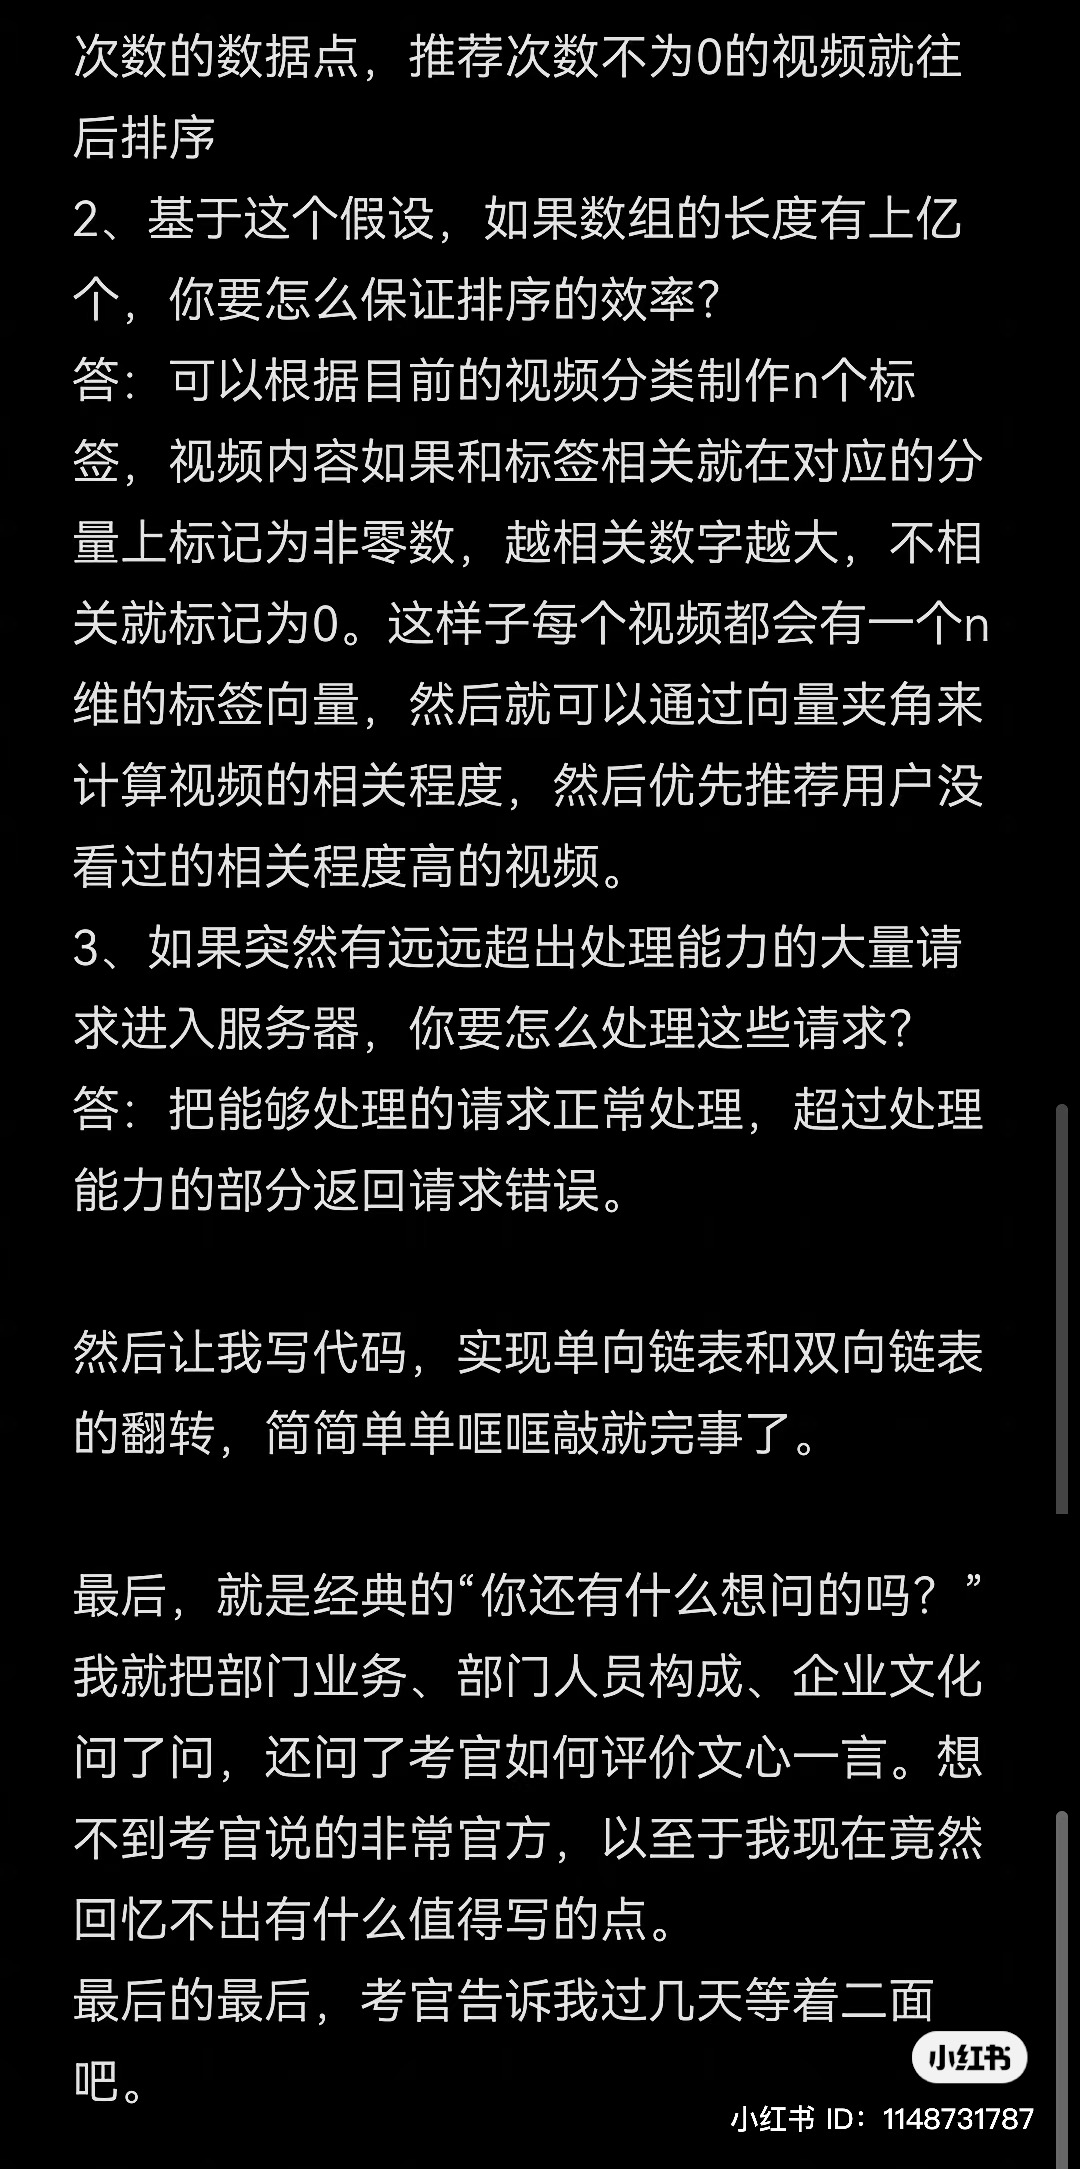 次数的数据点，推荐次数不为0的视频就往
后排序
2、基于这个假设，如果数组的长度有上亿
个，你要怎么保证排序的效率？
答：可以根据目前的视频分类制作n个标
签，视频内容如果和标签相关就在对应的分
量上标记为非零数，越相关数字越大，不相
关就标记为0。这样子每个视频都会有一个n
维的标签向量，然后就可以通过向量夹角来
计算视频的相关程度，然后优先推荐用户没
看过的相关程度高的视频。
3、如果突然有远远超出处理能力的大量请
求进入服务器，你要怎么处理这些请求？
答：把能够处理的请求正常处理，超过处理
能力的部分返回请求错误。
然后让我写代码，实现单向链表和双向链表
的翻转，简简单单哐哐敲就完事了。
最后，就是经典的“你还有什么想问的吗？”
我就把部门业务、部门人员构成、企业文化
问了问，还问了考官如何评价文心一言。想
不到考官说的非常官方，以至于我现在竟然
回忆不出有什么值得写的点。
最后的最后，考官告诉我过几天等着二面
吧。
小红书
小红书 ID：1148731787